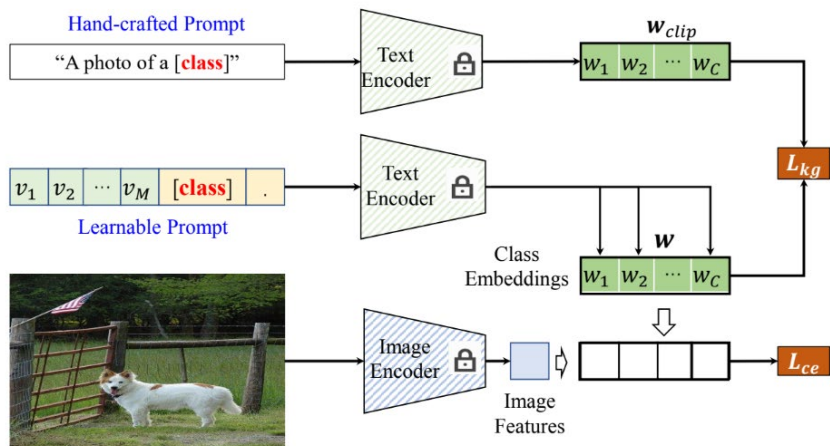 Hand-crafted Prompt
“A photo of a [class]”
Text
Encoder
w_clip
w_1 w_2 ⋯ w_C
L_kg
v_1 v_2 ⋯ v_M [class] .
Learnable Prompt
Text
Encoder
Class
Embeddings
w
w_1 w_2 ⋯ w_C
Image
Encoder
Image
Features
L_ce